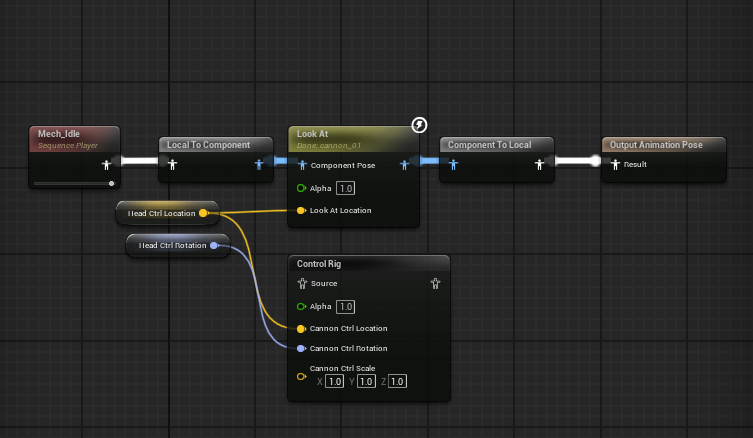 Mech_Idle
Sequence Player
Local To Component
Look At
Bone: cannon_01
Component Pose
Alpha 1.0
Look At Location
Component To Local
Output Animation Pose
Result
Head Ctrl Location
Head Ctrl Rotation
Control Rig
Source
Alpha 1.0
Cannon Ctrl Location
Cannon Ctrl Rotation
Cannon Ctrl Scale
X 1.0 Y 1.0 Z 1.0